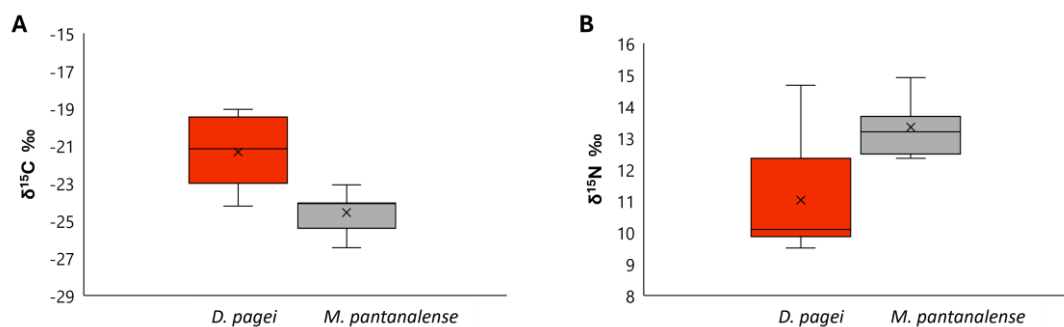 A
δ¹⁵C ‰
-15
-17
-19
-21
-23
-25
-27
-29
D. pagei M. pantanalense
B
δ¹⁵N ‰
16
15
14
13
12
11
10
9
8
D. pagei M. pantanalense